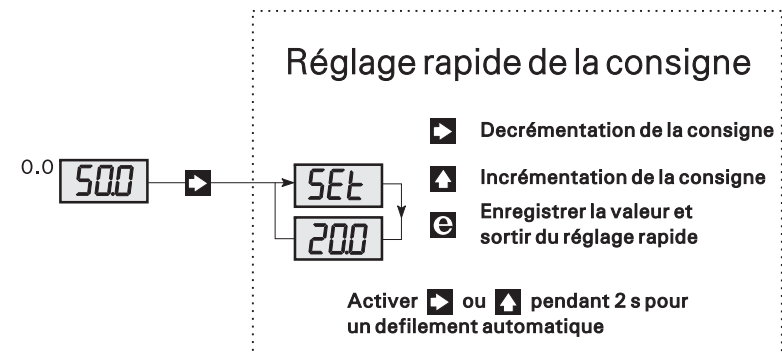 Réglage rapide de la consigne
Decrémentation de la consigne
0.0 50.0
SEt
Incrémentation de la consigne
Enregistrer la valeur et
e
20.0
sortir du réglage rapide
Activer ou pendant 2 s pour
un defilement automatique